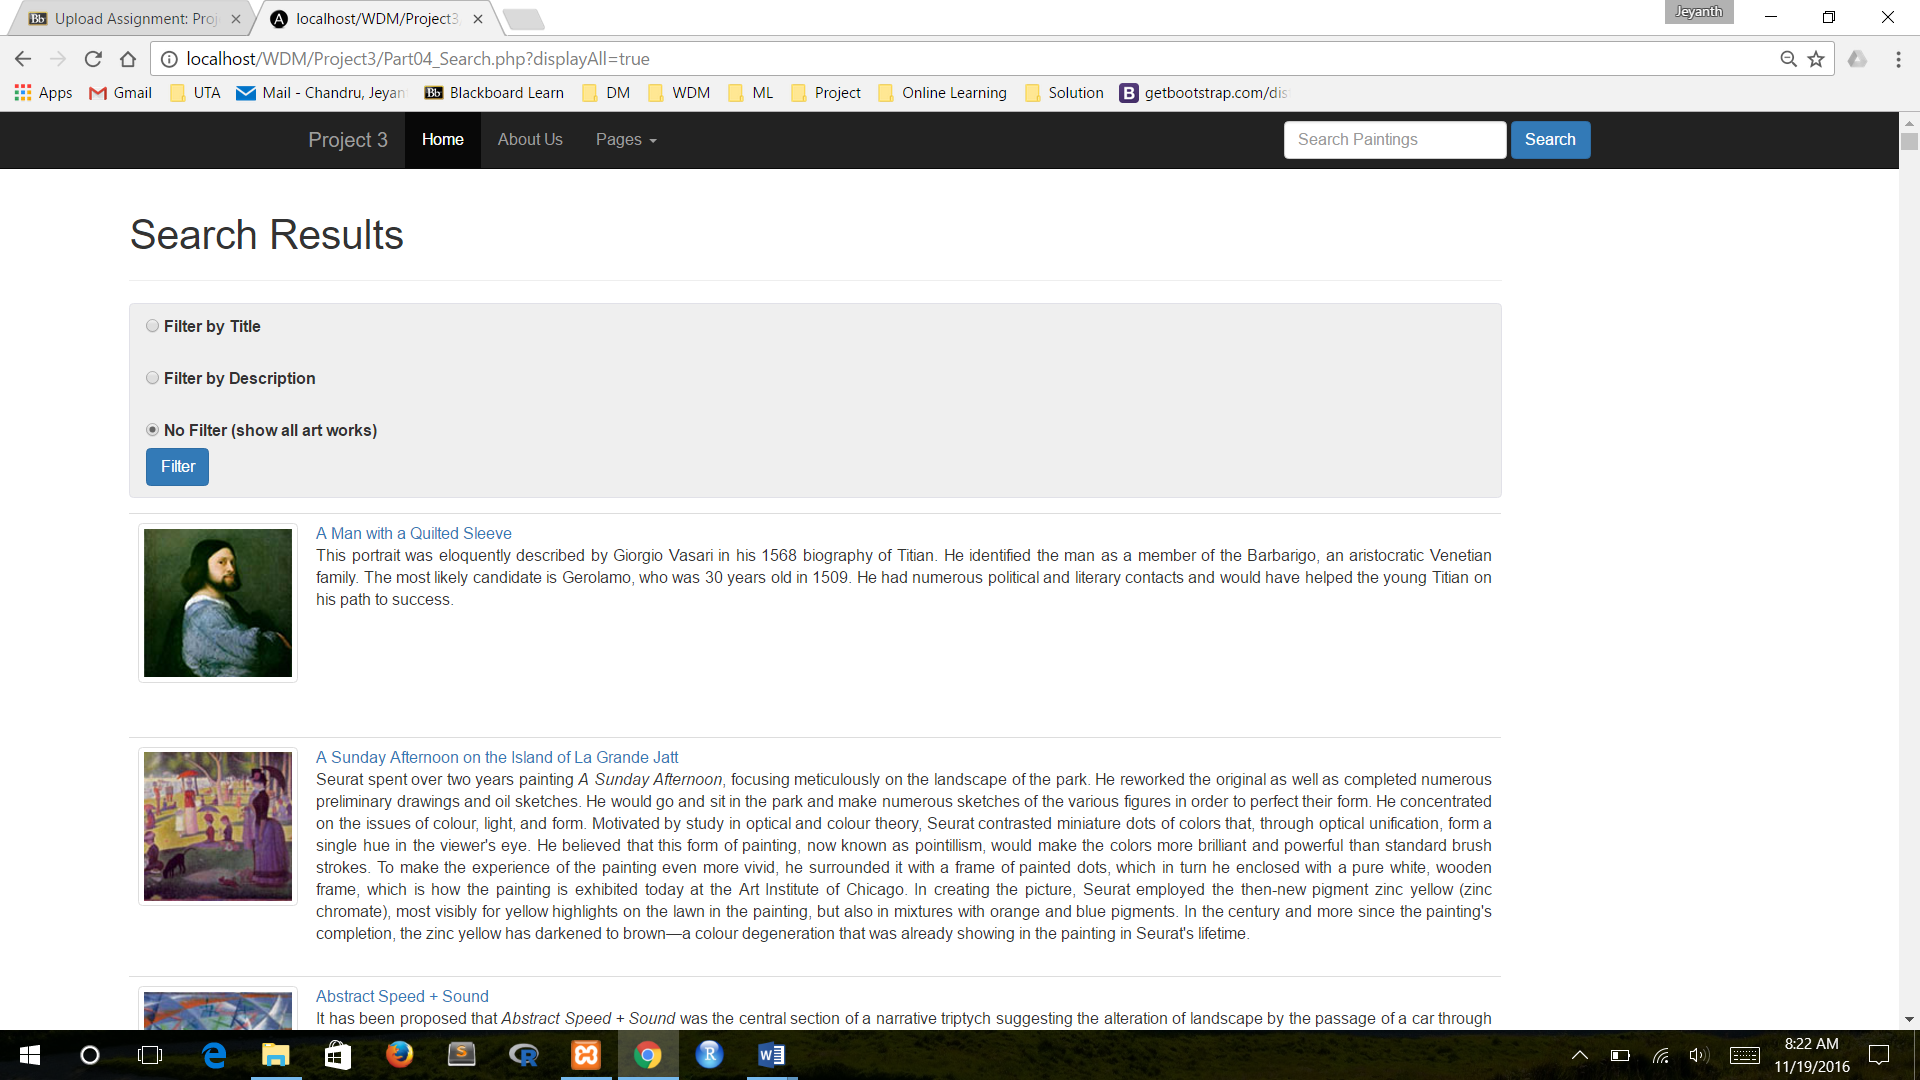 Upload Assignment: Proj
localhost/WDM/Project3
Jeyanth
localhost/WDM/Project3/Part04_Search.php?displayAll=true
Apps Gmail UTA Mail - Chandru, Jeyan Bb Blackboard Learn DM WDM ML Project Online Learning Solution B getbootstrap.com/dis
Project 3 Home About Us Pages Search Paintings Search
Search Results
Filter by Title
Filter by Description
No Filter (show all art works)
Filter
A Man with a Quilted Sleeve
This portrait was eloquently described by Giorgio Vasari in his 1568 biography of Titian. He identified the man as a member of the Barbarigo, an aristocratic Venetian
family. The most likely candidate is Gerolamo, who was 30 years old in 1509. He had numerous political and literary contacts and would have helped the young Titian on
his path to success.
A Sunday Afternoon on the Island of La Grande Jatt
Seurat spent over two years painting A Sunday Afternoon, focusing meticulously on the landscape of the park. He reworked the original as well as completed numerous
preliminary drawings and oil sketches. He would go and sit in the park and make numerous sketches of the various figures in order to perfect their form. He concentrated
on the issues of colour, light, and form. Motivated by study in optical and colour theory, Seurat contrasted miniature dots of colors that, through optical unification, form a
single hue in the viewer's eye. He believed that this form of painting, now known as pointillism, would make the colors more brilliant and powerful than standard brush
strokes. To make the experience of the painting even more vivid, he surrounded it with a frame of painted dots, which in turn he enclosed with a pure white, wooden
frame, which is how the painting is exhibited today at the Art Institute of Chicago. In creating the picture, Seurat employed the then-new pigment zinc yellow (zinc
chromate), most visibly for yellow highlights on the lawn in the painting, but also in mixtures with orange and blue pigments. In the century and more since the painting's
completion, the zinc yellow has darkened to brown—a colour degeneration that was already showing in the painting in Seurat's lifetime.
Abstract Speed + Sound
It has been proposed that Abstract Speed + Sound was the central section of a narrative triptych suggesting the alteration of landscape by the passage of a car through
8:22 AM
11/19/2016